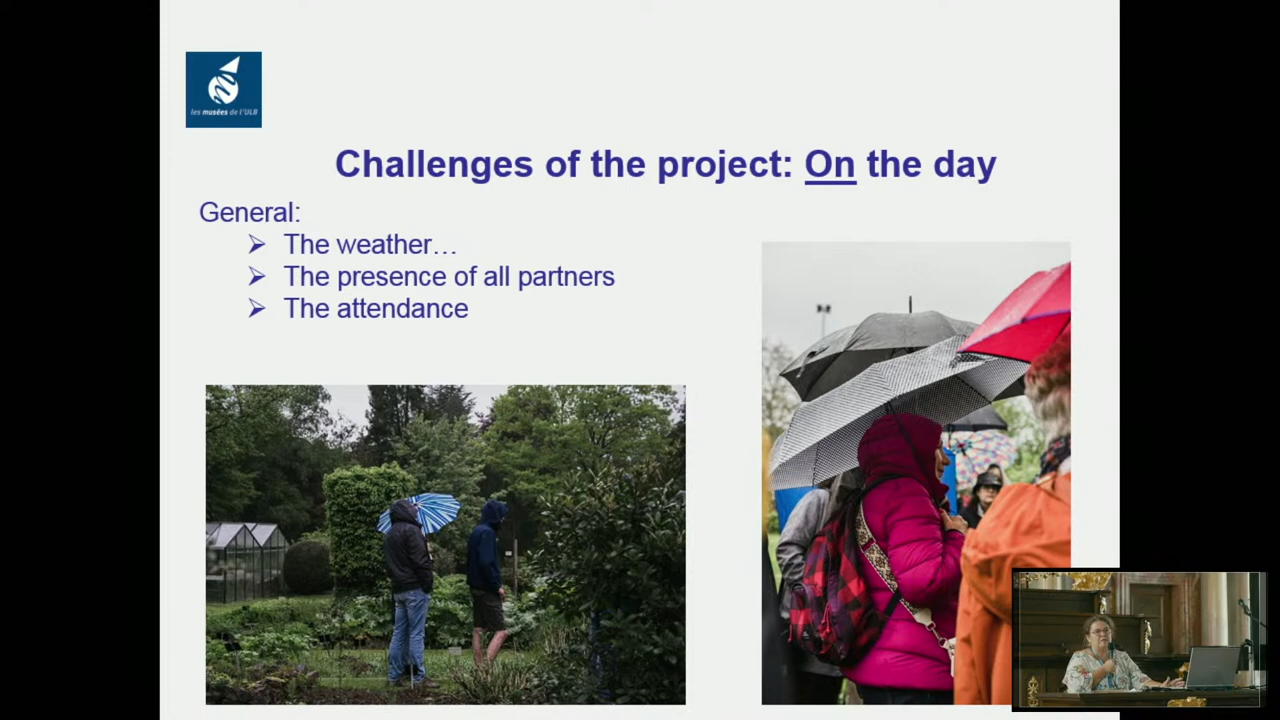 les musées de l'ULB
Challenges of the project: On the day
General:
The weather…
The presence of all partners
The attendance